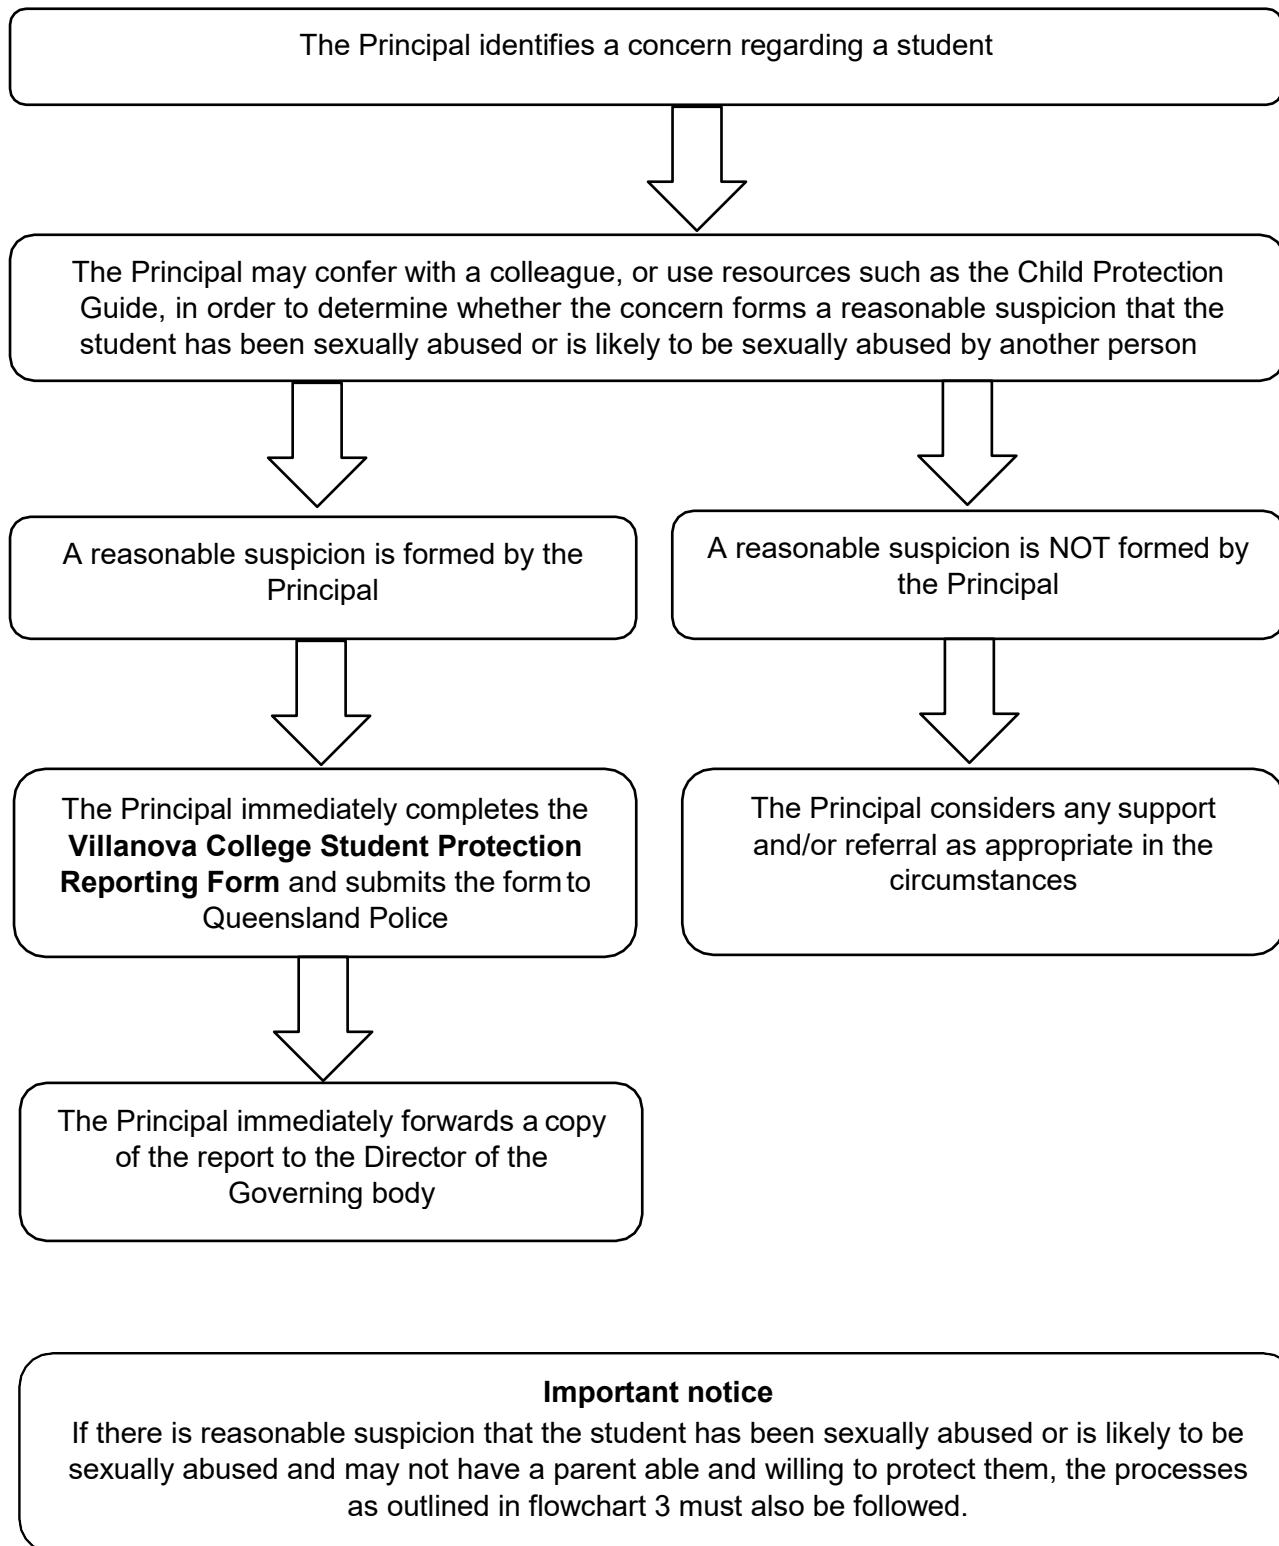 The Principal identifies a concern regarding a student
The Principal may confer with a colleague, or use resources such as the Child Protection
Guide, in order to determine whether the concern forms a reasonable suspicion that the
student has been sexually abused or is likely to be sexually abused by another person
A reasonable suspicion is formed by the
Principal
A reasonable suspicion is NOT formed by
the Principal
The Principal immediately completes the
Villanova College Student Protection
Reporting Form and submits the form to
Queensland Police
The Principal considers any support
and/or referral as appropriate in the
circumstances
The Principal immediately forwards a copy
of the report to the Director of the
Governing body
Important notice
If there is reasonable suspicion that the student has been sexually abused or is likely to be
sexually abused and may not have a parent able and willing to protect them, the processes
as outlined in flowchart 3 must also be followed.